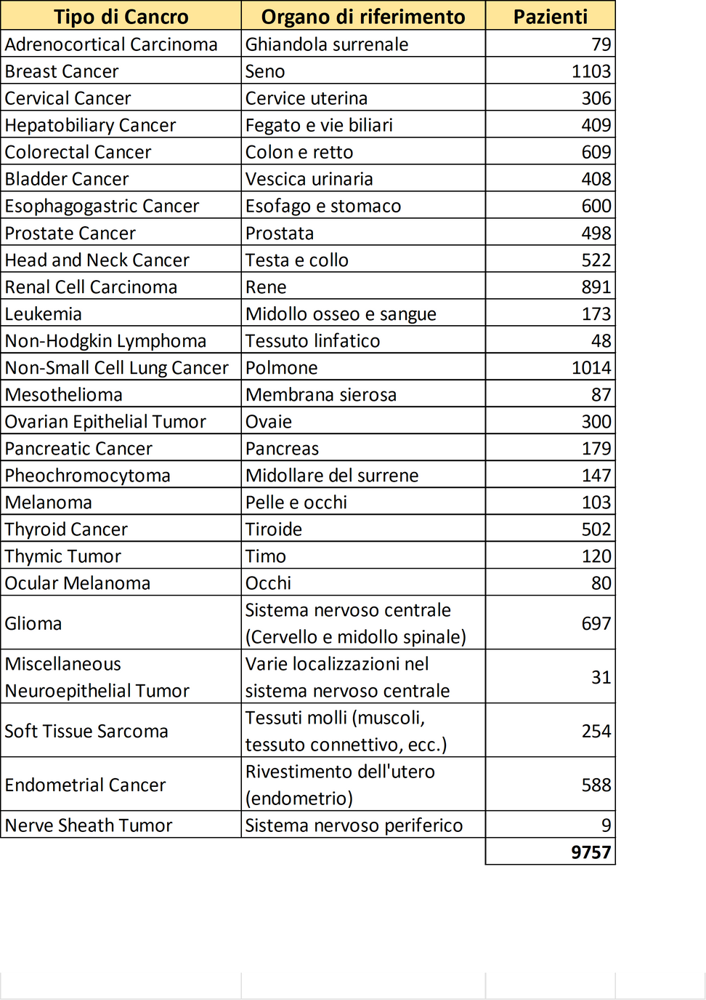 Tipo di Cancro Organo di riferimento Pazienti
Adrenocortical Carcinoma Ghiandola surrenale 79
Breast Cancer Seno 1103
Cervical Cancer Cervice uterina 306
Hepatobiliary Cancer Fegato e vie biliari 409
Colorectal Cancer Colon e retto 609
Bladder Cancer Vescica urinaria 408
Esophagogastric Cancer Esofago e stomaco 600
Prostate Cancer Prostata 498
Head and Neck Cancer Testa e collo 522
Renal Cell Carcinoma Rene 891
Leukemia Midollo osseo e sangue 173
Non-Hodgkin Lymphoma Tessuto linfatico 48
Non-Small Cell Lung Cancer Polmone 1014
Mesothelioma Membrana sierosa 87
Ovarian Epithelial Tumor Ovaie 300
Pancreatic Cancer Pancreas 179
Pheochromocytoma Midollare del surrene 147
Melanoma Pelle e occhi 103
Thyroid Cancer Tiroide 502
Thymic Tumor Timo 120
Ocular Melanoma Occhi 80
Glioma
Sistema nervoso centrale
(Cervello e midollo spinale)
697
Miscellaneous
Neuroepithelial Tumor
Varie localizzazioni nel
sistema nervoso centrale
31
Soft Tissue Sarcoma
Tessuti molli (muscoli,
tessuto connettivo, ecc.)
254
Endometrial Cancer
Rivestimento dell'utero
(endometrio)
588
Nerve Sheath Tumor Sistema nervoso periferico 9
9757